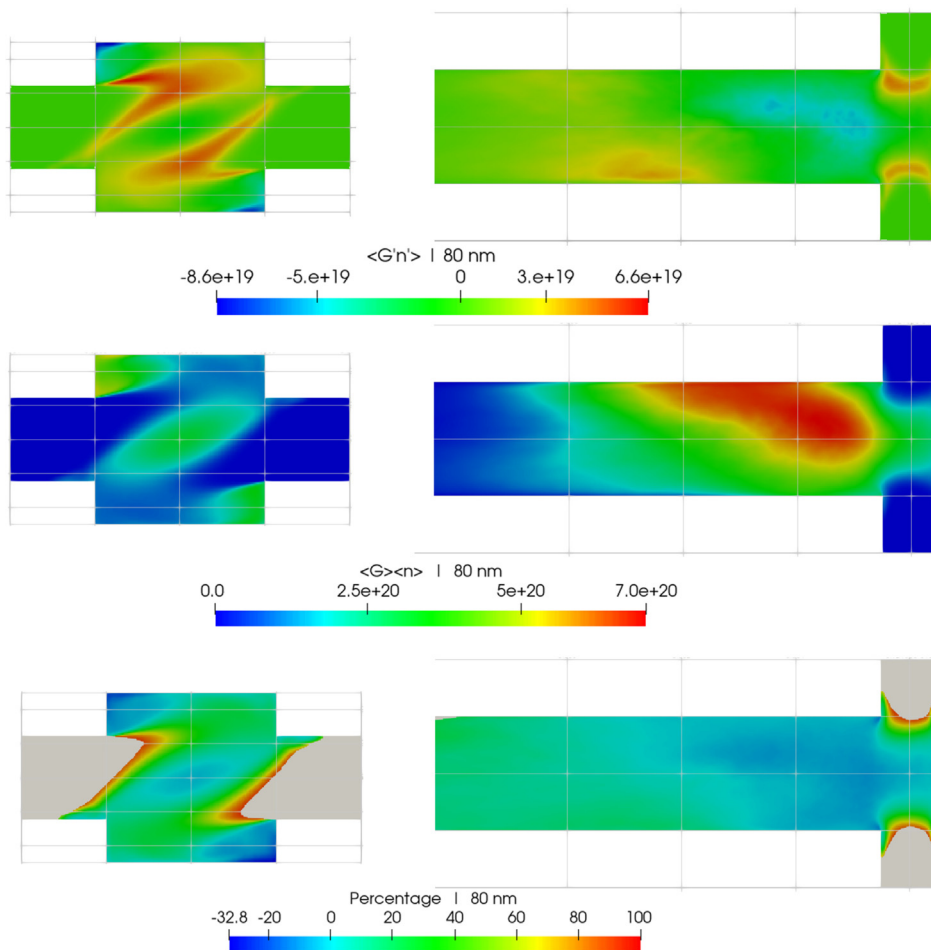 <G'n'> | 80 nm
-8.6e+19 -5.e+19 0 3.e+19 6.6e+19
<G><n> | 80 nm
0.0 2.5e+20 5e+20 7.0e+20
Percentage | 80 nm
-32.8 -20 0 20 40 60 80 100